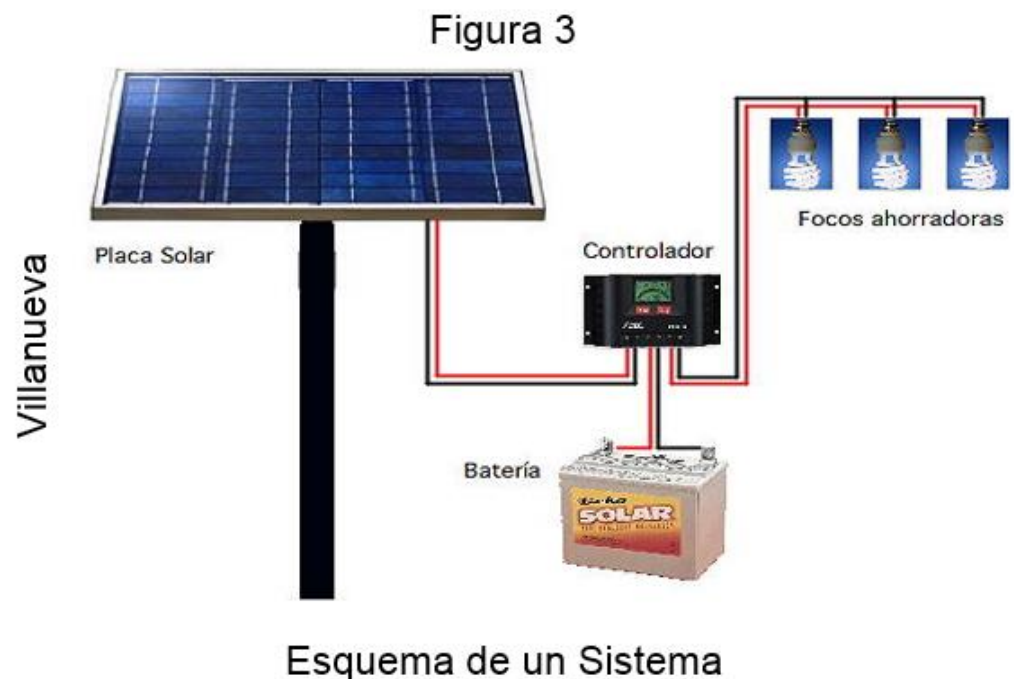 Figura 3
Placa Solar
Villanueva
Controlador
Focos ahorradoras
Batería
SOLAR
Esquema de un Sistema